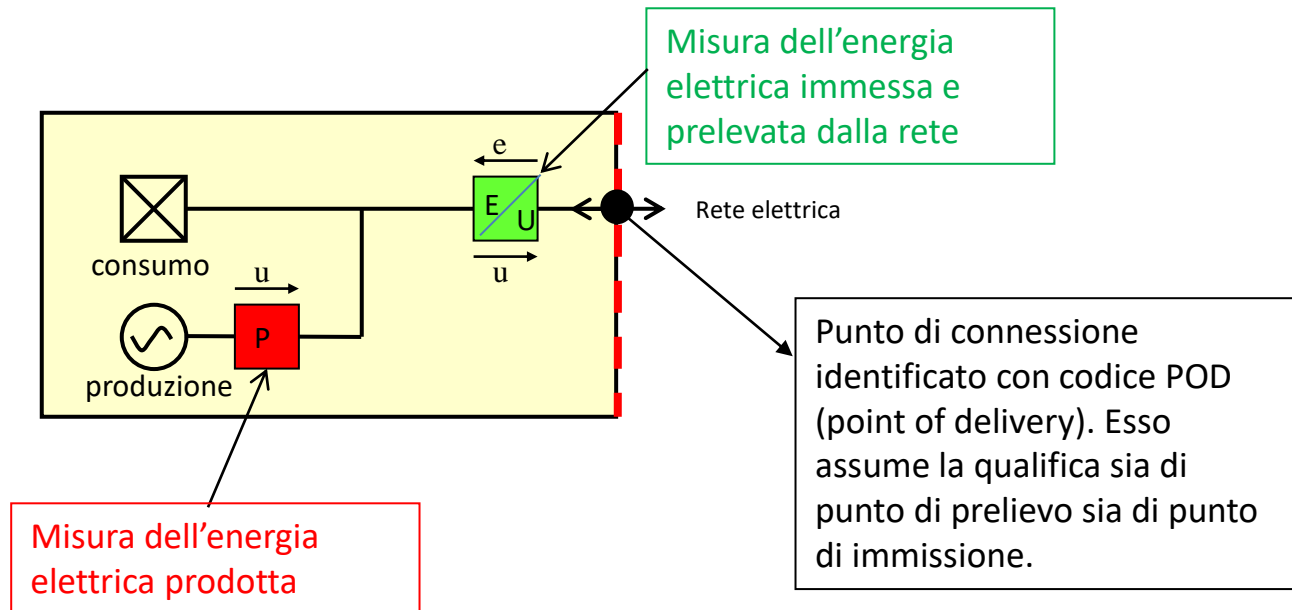 Misura dell’energia
elettrica immessa e
prelevata dalla rete
e
E
U
u
Rete elettrica
consumo
u
P
produzione
Punto di connessione
identificato con codice POD
(point of delivery). Esso
assume la qualifica sia di
punto di prelievo sia di punto
di immissione.
Misura dell’energia
elettrica prodotta